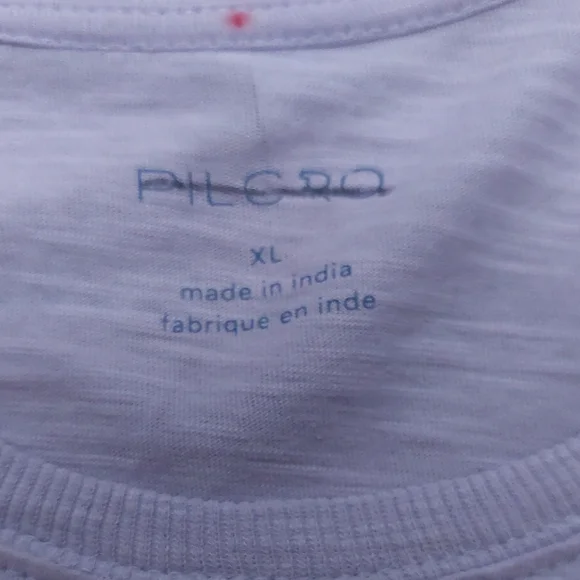 PILCRO
XL
made in india
fabrique en inde